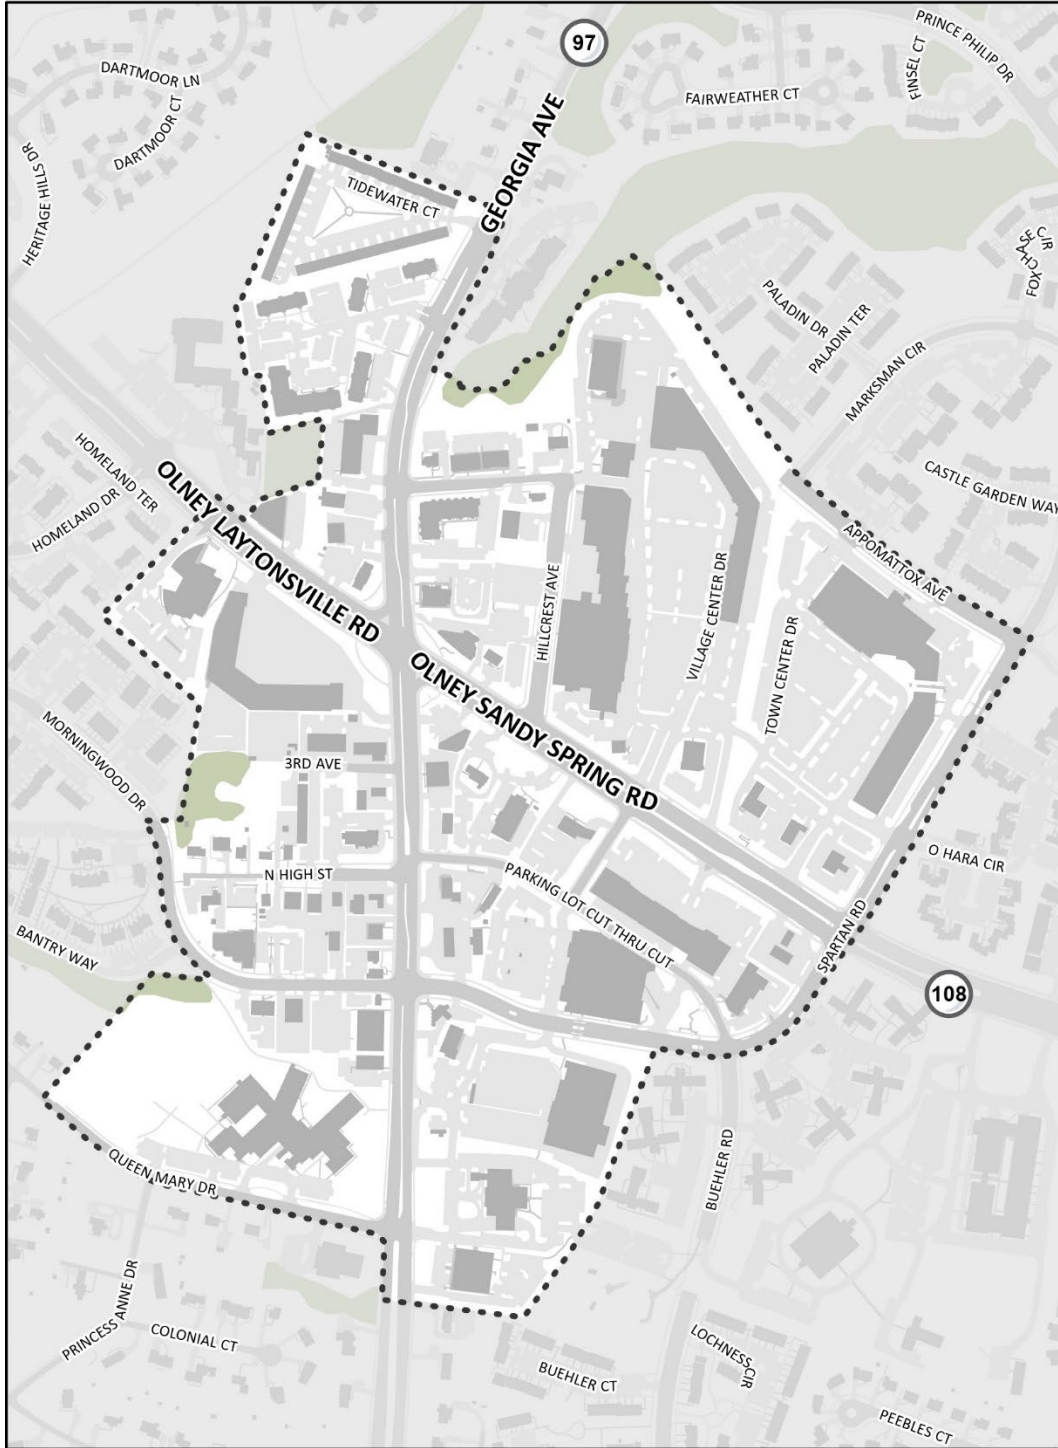 97
PRINCE PHILIP DR
FINSEL CT
DARTMOOR LN
FAIRWEATHER CT
DARTMOOR CT
HERITAGE HILLS DR
GEORGIA AVE
TIDEWATER CT
FOX CHASE CIR
PALADIN DR
PALADIN TER
MARKSMAN CIR
HOMELAND TER
HOMELAND DR
OLNEY LAYTONSVILLE RD
CASTLE GARDEN WAY
APPOMATTOX AVE
HILLCREST AVE
VILLAGE CENTER DR
TOWN CENTER DR
OLNEY SANDY SPRING RD
MORNINGWOOD DR
3RD AVE
N HIGH ST
PARKING LOT CUT THRU CUT
O HARA CIR
SPARTAN RD
BANTRY WAY
108
QUEEN MARY DR
BUEHLER RD
PRINCESS ANNE DR
COLONIAL CT
LOCHNESS CIR
BUEHLER CT
PEEBLES CT